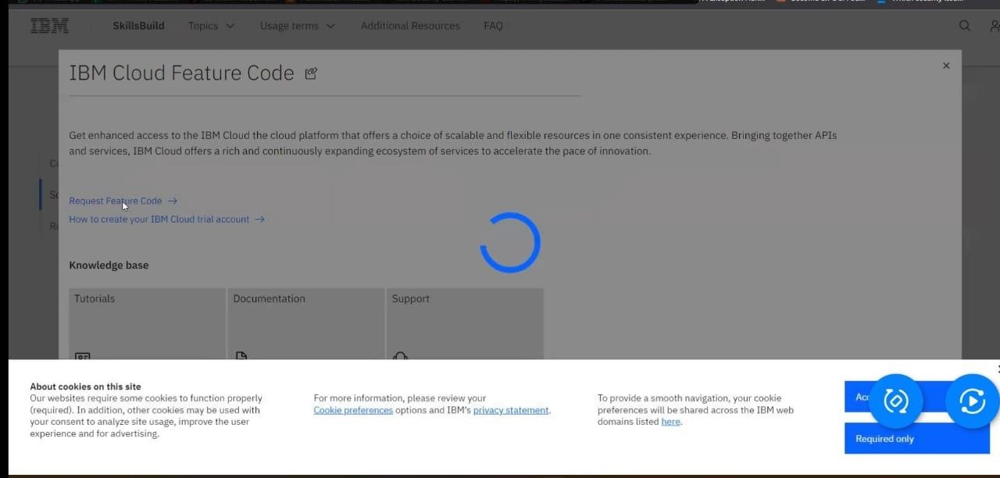 IBM
SkillsBuild
Topics
Usage terms
Additional Resources
FAQ
IBM Cloud Feature Code
Get enhanced access to the IBM Cloud the cloud platform that offers a choice of scalable and flexible resources in one consistent experience. Bringing together APIs
and services, IBM Cloud offers a rich and continuously expanding ecosystem of services to accelerate the pace of innovation.
Request Feature Code →
How to create your IBM Cloud trial account →
Knowledge base
Tutorials
Documentation
Support
About cookies on this site
Our websites require some cookies to function properly
(required). In addition, other cookies may be used with
your consent to analyze site usage, improve the user
experience and for advertising.
For more information, please review your
Cookie preferences options and IBM's privacy statement.
To provide a smooth navigation, your cookie
preferences will be shared across the IBM web
domains listed here.
Required only